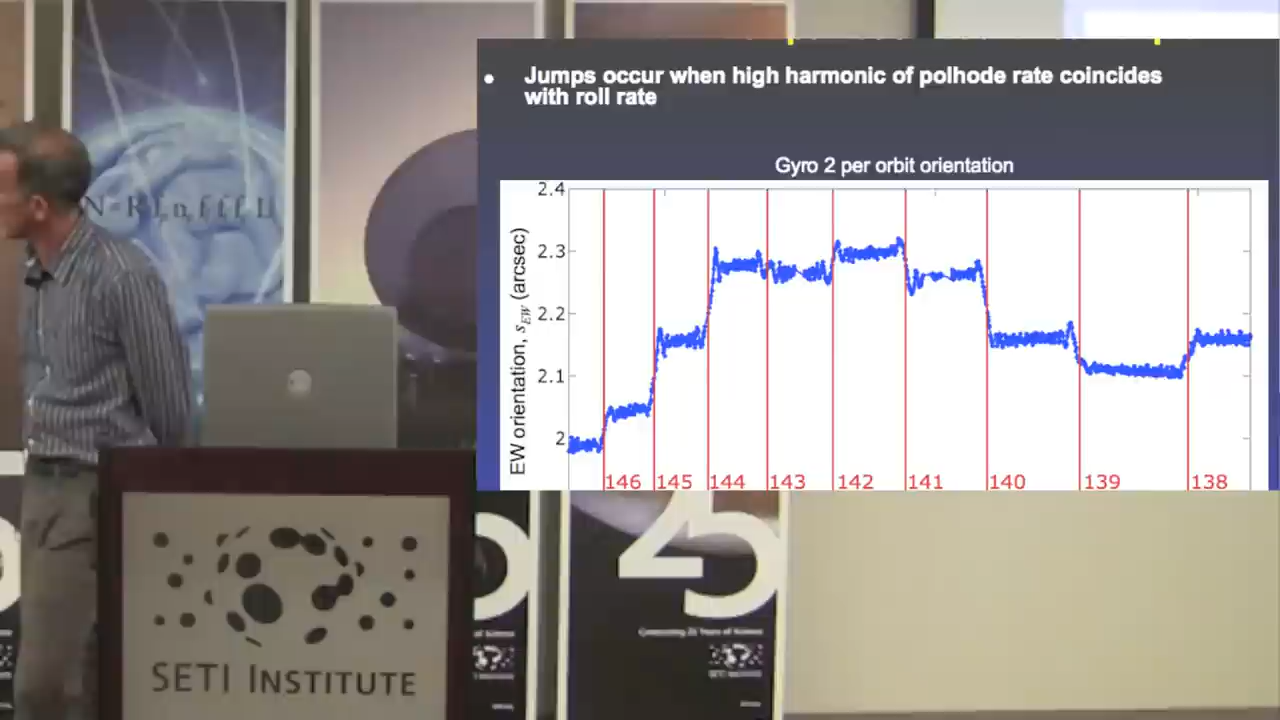 • Jumps occur when high harmonic of polhode rate coincides
with roll rate
Gyro 2 per orbit orientation
EW orientation, s_EW (arcsec)
2.4
2.3
2.2
2.1
2
146 145 144 143 142 141 140 139 138
25
SETI INSTITUTE
SETI INSTITUTE